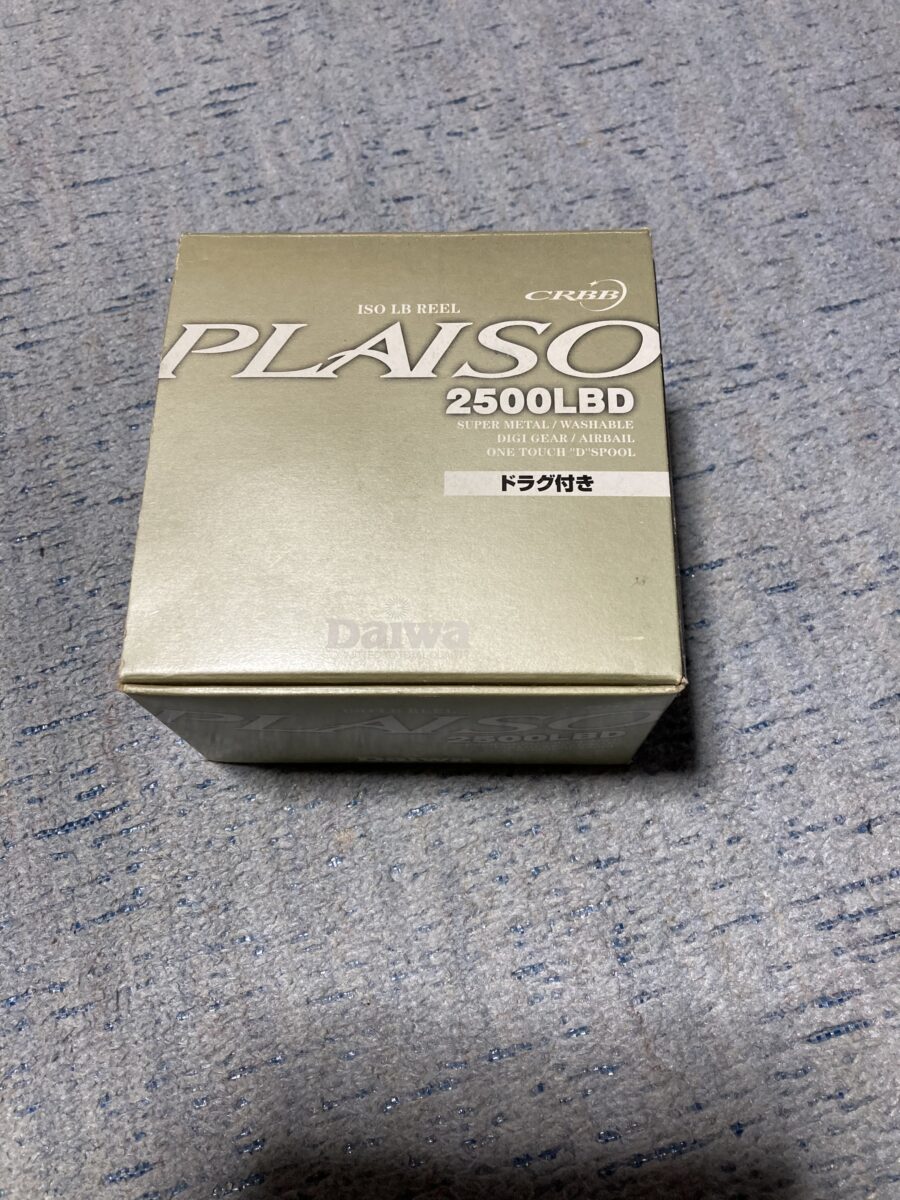 CRBB
ISO LB REEL
PLAISO
2500LBD
SUPER METAL / WASHABLE
DIGI GEAR / AIRBAIL
ONE TOUCH "D"SPOOL
ドラグ付き
Daiwa
PLAISO
2500LBD
Daiwa